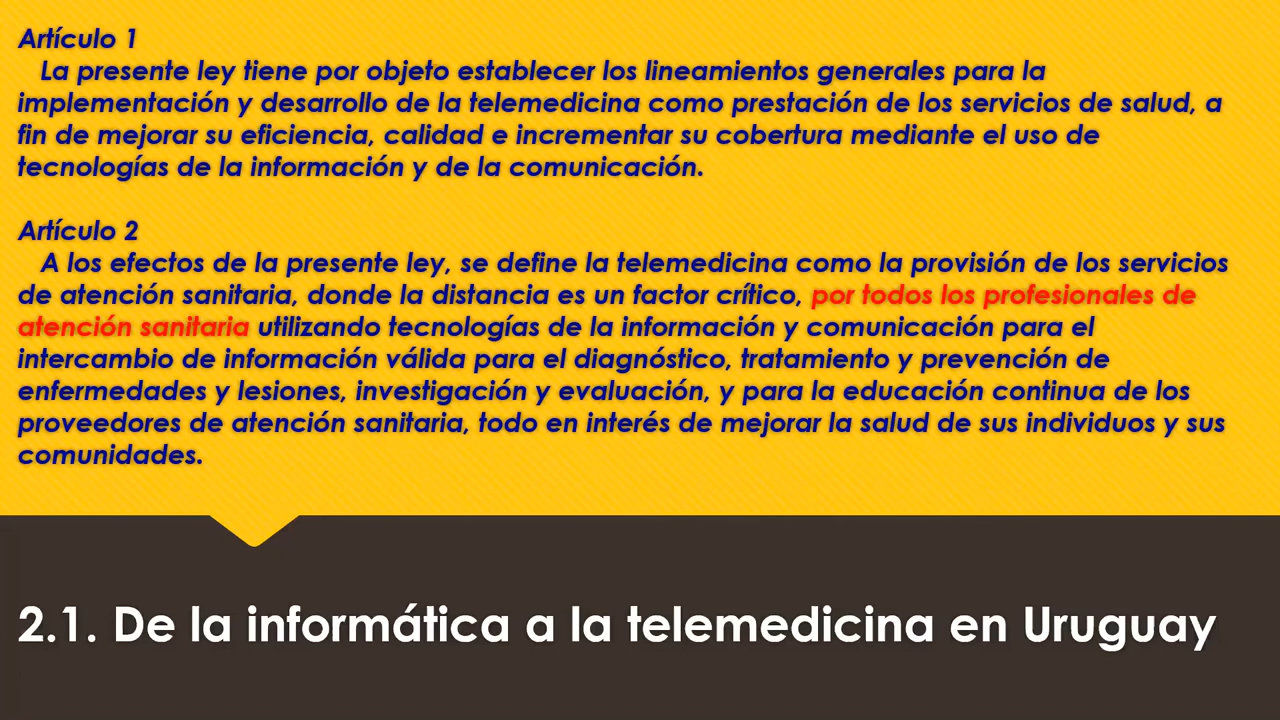 Artículo 1
La presente ley tiene por objeto establecer los lineamientos generales para la
implementación y desarrollo de la telemedicina como prestación de los servicios de salud, a
fin de mejorar su eficiencia, calidad e incrementar su cobertura mediante el uso de
tecnologías de la información y de la comunicación.
Artículo 2
A los efectos de la presente ley, se define la telemedicina como la provisión de los servicios
de atención sanitaria, donde la distancia es un factor crítico, por todos los profesionales de
atención sanitaria utilizando tecnologías de la información y comunicación para el
intercambio de información válida para el diagnóstico, tratamiento y prevención de
enfermedades y lesiones, investigación y evaluación, y para la educación continua de los
proveedores de atención sanitaria, todo en interés de mejorar la salud de sus individuos y sus
comunidades.
2.1. De la informática a la telemedicina en Uruguay